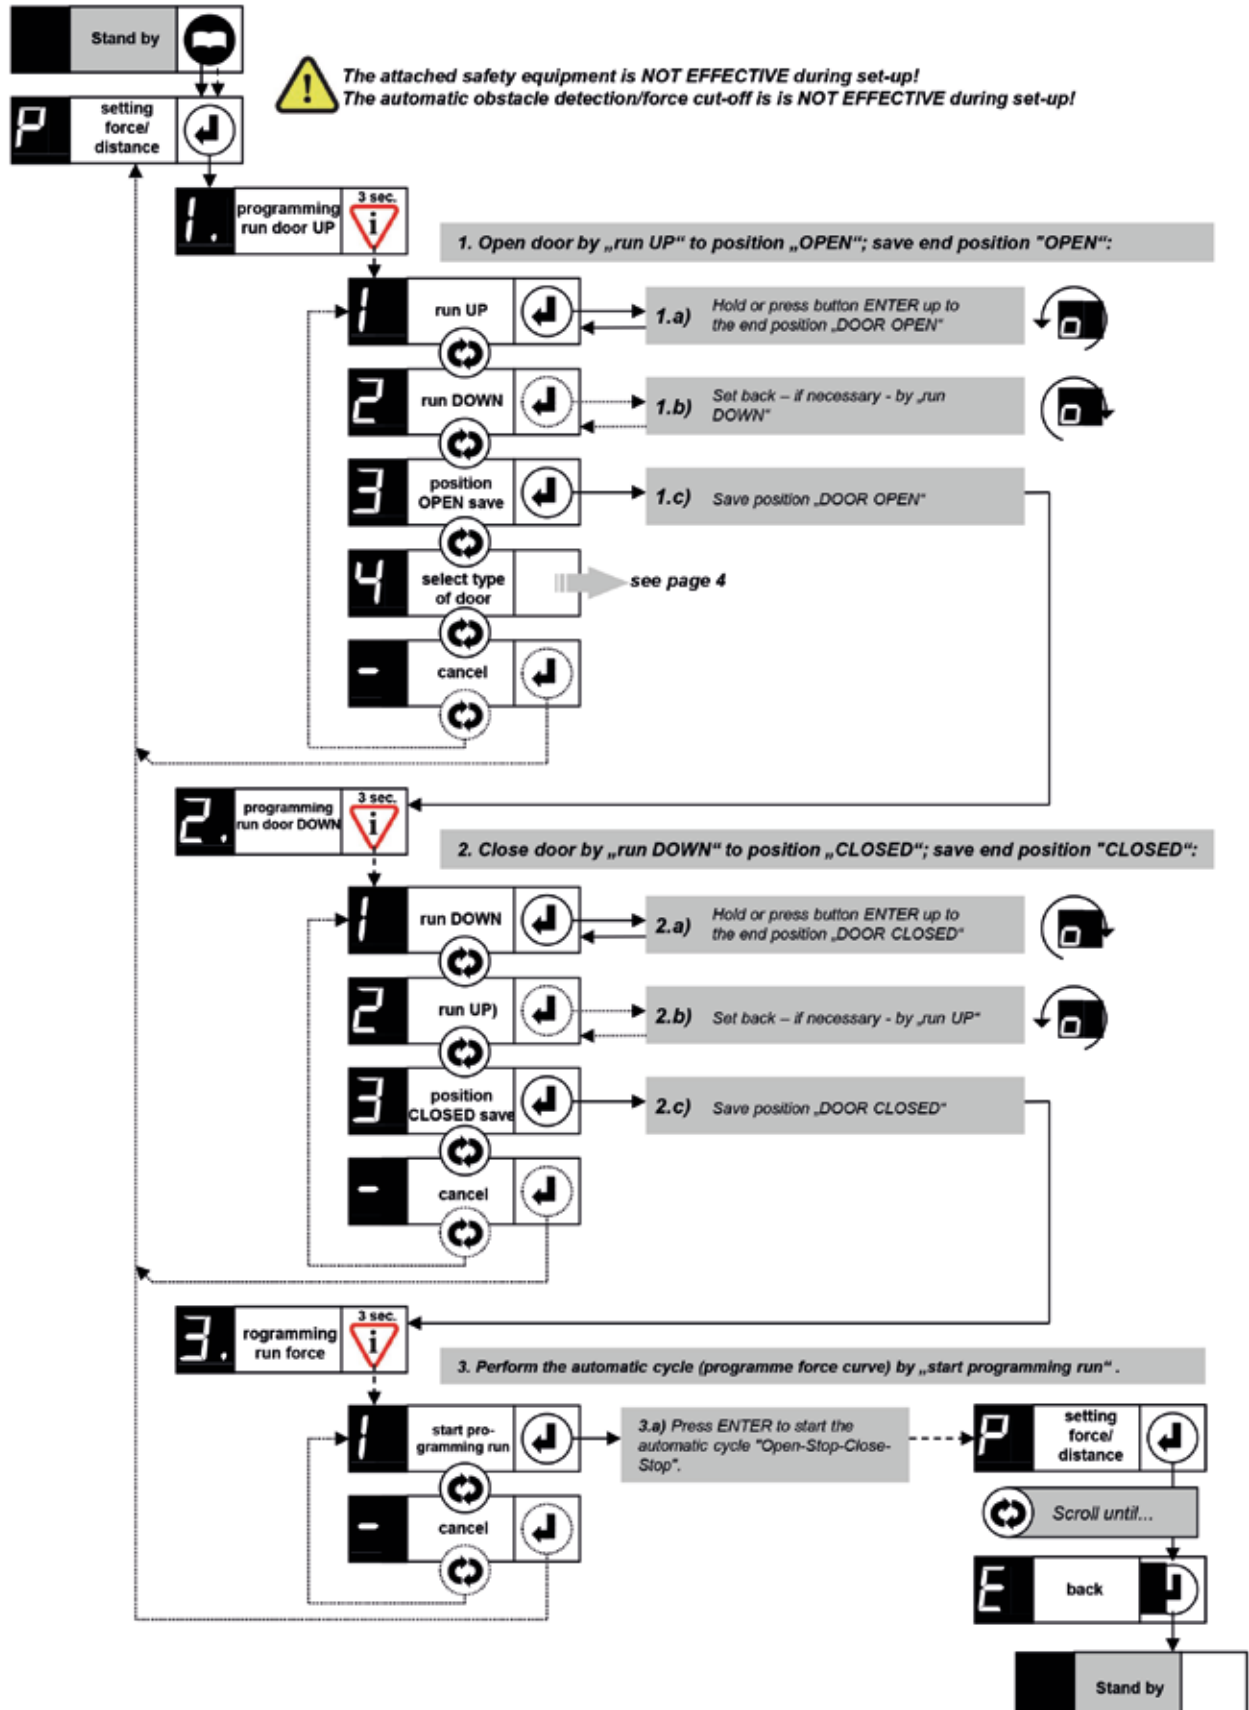 Stand by
The attached safety equipment is NOT EFFECTIVE during set-up!
The automatic obstacle detection/force cut-off is is NOT EFFECTIVE during set-up!
P
setting
force/
distance
1.
programming
run door UP
3 sec.
i
1. Open door by „run UP“ to position „OPEN“; save end position "OPEN“:
1
run UP
1.a)
Hold or press button ENTER up to
the end position „DOOR OPEN“
o
2
run DOWN
1.b)
Set back – if necessary - by „run
DOWN“
o
3
position
OPEN save
1.c)
Save position „DOOR OPEN“
4
select type
of door
see page 4
-
cancel
2.
programming
run door DOWN
3 sec.
i
2. Close door by „run DOWN“ to position „CLOSED“; save end position "CLOSED“:
1
run DOWN
2.a)
Hold or press button ENTER up to
the end position „DOOR CLOSED“
o
2
run UP)
2.b)
Set back – if necessary - by „run UP“
o
3
position
CLOSED save
2.c)
Save position „DOOR CLOSED“
-
cancel
3.
rogramming
run force
3 sec.
i
3. Perform the automatic cycle (programme force curve) by „start programming run“ .
1
start pro-
gramming run
3.a) Press ENTER to start the
automatic cycle "Open-Stop-Close-
Stop".
P
setting
force/
distance
-
cancel
Scroll until...
E
back
Stand by